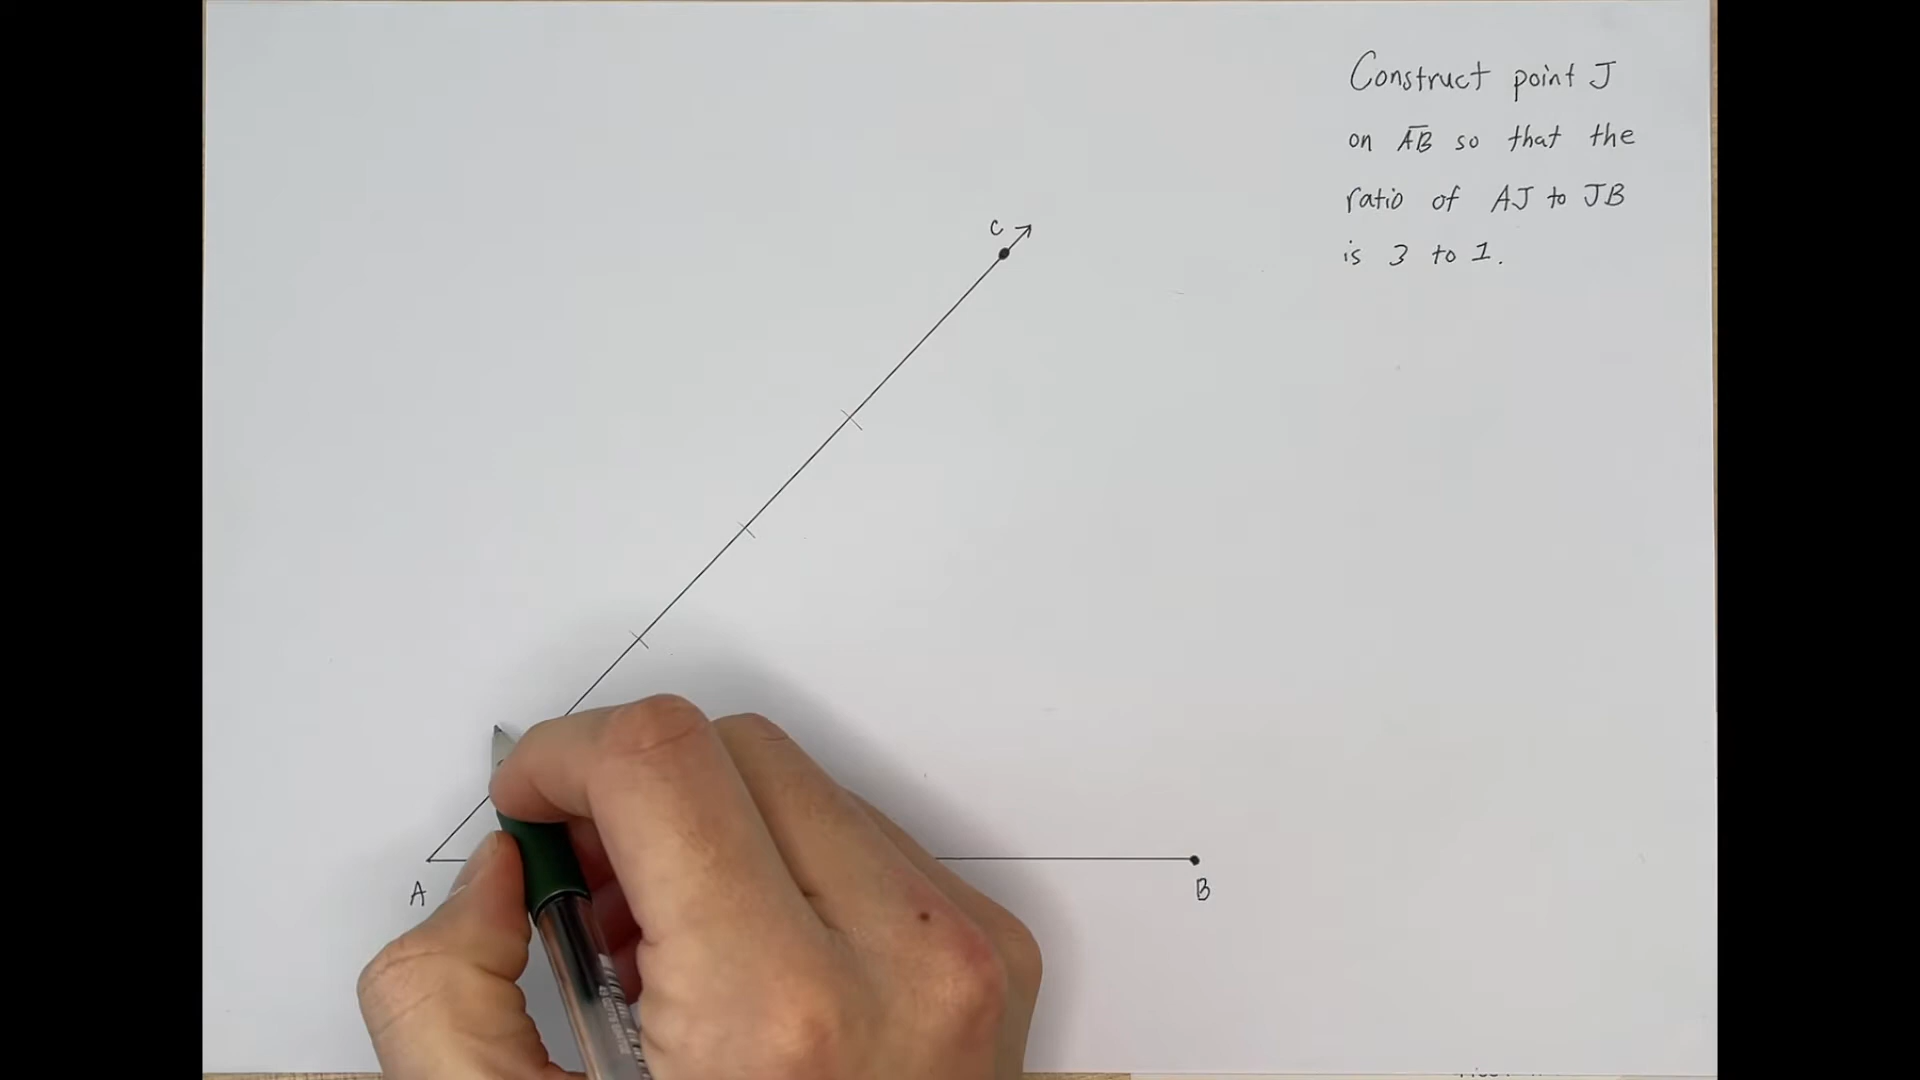 Construct point J
on AB so that the
ratio of AJ to JB
is 3 to 1.
C
A
B